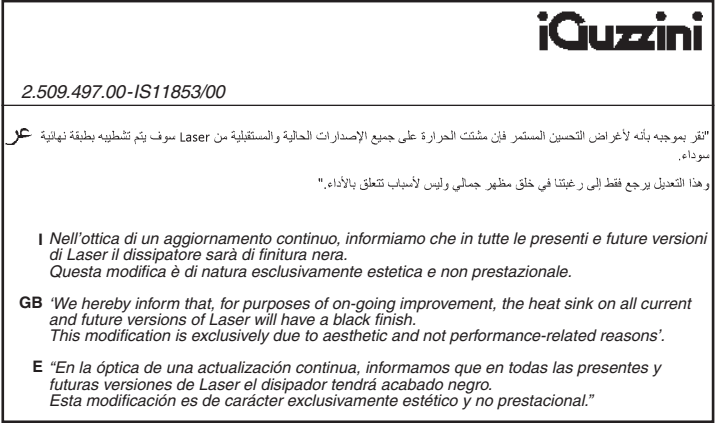 iGuzzini
2.509.497.00-IS11853/00
عر "نقر بموجبه بأنه لأغراض التحسين المستمر فإن مشتت الحرارة على جميع الإصدارات الحالية والمستقبلية من Laser سوف يتم تشطيبه بطبقة نهائية
سوداء.
وهذا التعديل يرجع فقط إلى رغبتنا في خلق مظهر جمالي وليس لأسباب تتعلق بالأداء."
I Nell'ottica di un aggiornamento continuo, informiamo che in tutte le presenti e future versioni
di Laser il dissipatore sarà di finitura nera.
Questa modifica è di natura esclusivamente estetica e non prestazionale.
GB 'We hereby inform that, for purposes of on-going improvement, the heat sink on all current
and future versions of Laser will have a black finish.
This modification is exclusively due to aesthetic and not performance-related reasons'.
E "En la óptica de una actualización continua, informamos que en todas las presentes y
futuras versiones de Laser el disipador tendrá acabado negro.
Esta modificación es de carácter exclusivamente estético y no prestacional."